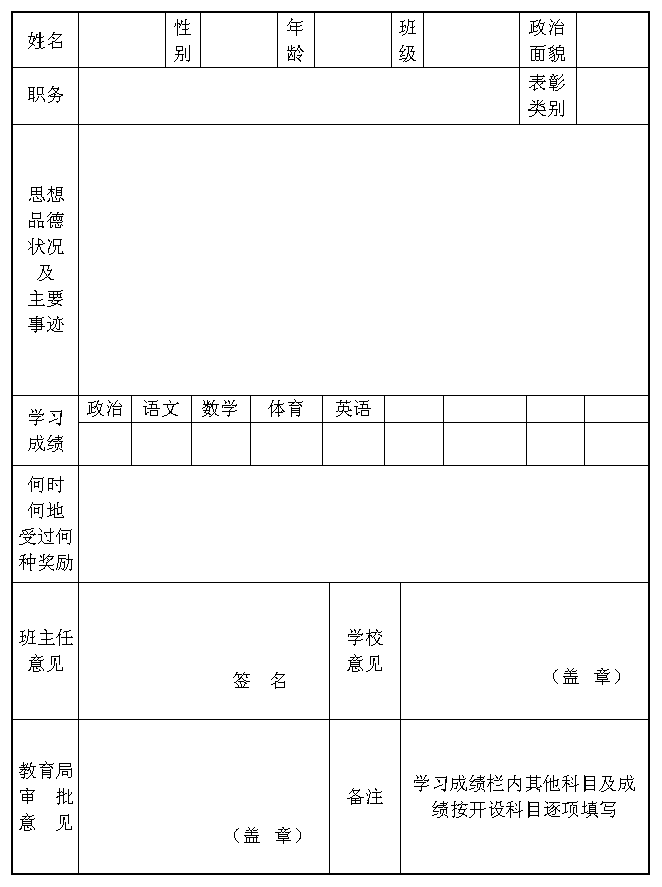 姓名
性
别
年
龄
班
级
政治
面貌
职务
表彰
类别
思想
品德
状况
及
主要
事迹
学习
成绩
政治 语文 数学 体育 英语
何时
何地
受过何
种奖励
班主任
意见
签 名
学校
意见
（盖 章）
教育局
审 批
意 见
（盖 章）
备注
学习成绩栏内其他科目及成
绩按开设科目逐项填写